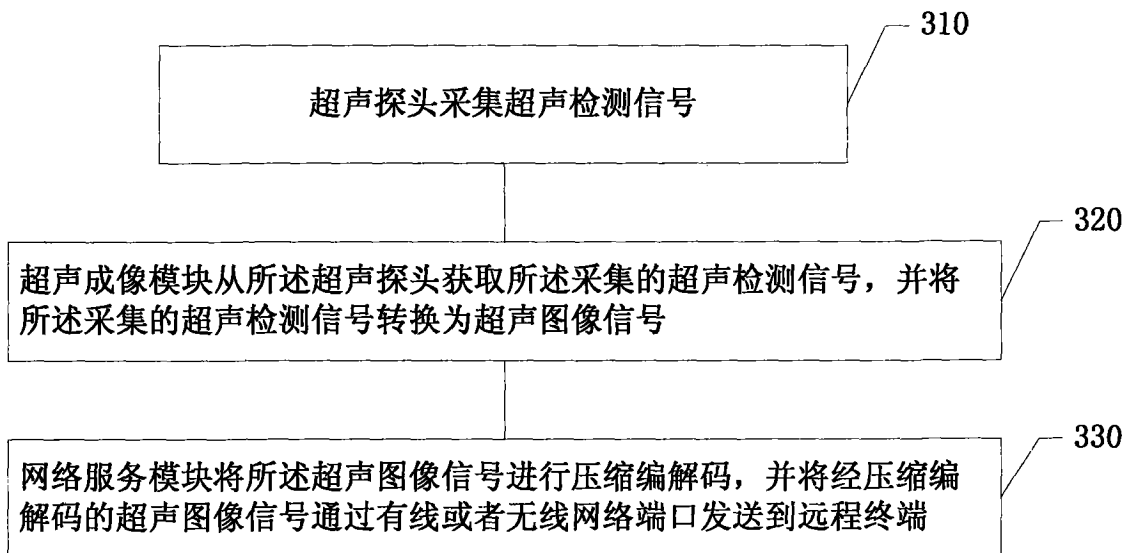 310
超声探头采集超声检测信号
320
超声成像模块从所述超声探头获取所述采集的超声检测信号，并将
所述采集的超声检测信号转换为超声图像信号
330
网络服务模块将所述超声图像信号进行压缩编解码，并将经压缩编
解码的超声图像信号通过有线或者无线网络端口发送到远程终端